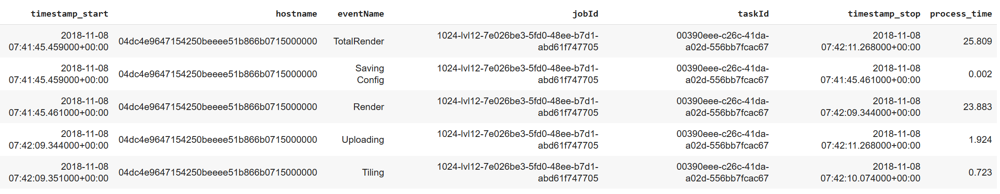 timestamp_start hostname eventName jobId taskId timestamp_stop process_time
2018-11-08 1024-lvl12-7e026be3-5fd0-48ee-b7d1- 00390eee-c26c-41da- 2018-11-08
07:41:45.459000+00:00 04dc4e9647154250beeee51b866b0715000000 TotalRender abd61f747705 a02d-556bb7fcac67 07:42:11.268000+00:00 25.809
2018-11-08 Saving 1024-lvl12-7e026be3-5fd0-48ee-b7d1- 00390eee-c26c-41da- 2018-11-08
07:41:45.459000+00:00 04dc4e9647154250beeee51b866b0715000000 Config abd61f747705 a02d-556bb7fcac67 07:41:45.461000+00:00 0.002
2018-11-08 1024-lvl12-7e026be3-5fd0-48ee-b7d1- 00390eee-c26c-41da- 2018-11-08
07:41:45.461000+00:00 04dc4e9647154250beeee51b866b0715000000 Render abd61f747705 a02d-556bb7fcac67 07:42:09.344000+00:00 23.883
2018-11-08 1024-lvl12-7e026be3-5fd0-48ee-b7d1- 00390eee-c26c-41da- 2018-11-08
07:42:09.344000+00:00 04dc4e9647154250beeee51b866b0715000000 Uploading abd61f747705 a02d-556bb7fcac67 07:42:11.268000+00:00 1.924
2018-11-08 1024-lvl12-7e026be3-5fd0-48ee-b7d1- 00390eee-c26c-41da- 2018-11-08
07:42:09.351000+00:00 04dc4e9647154250beeee51b866b0715000000 Tiling abd61f747705 a02d-556bb7fcac67 07:42:10.074000+00:00 0.723